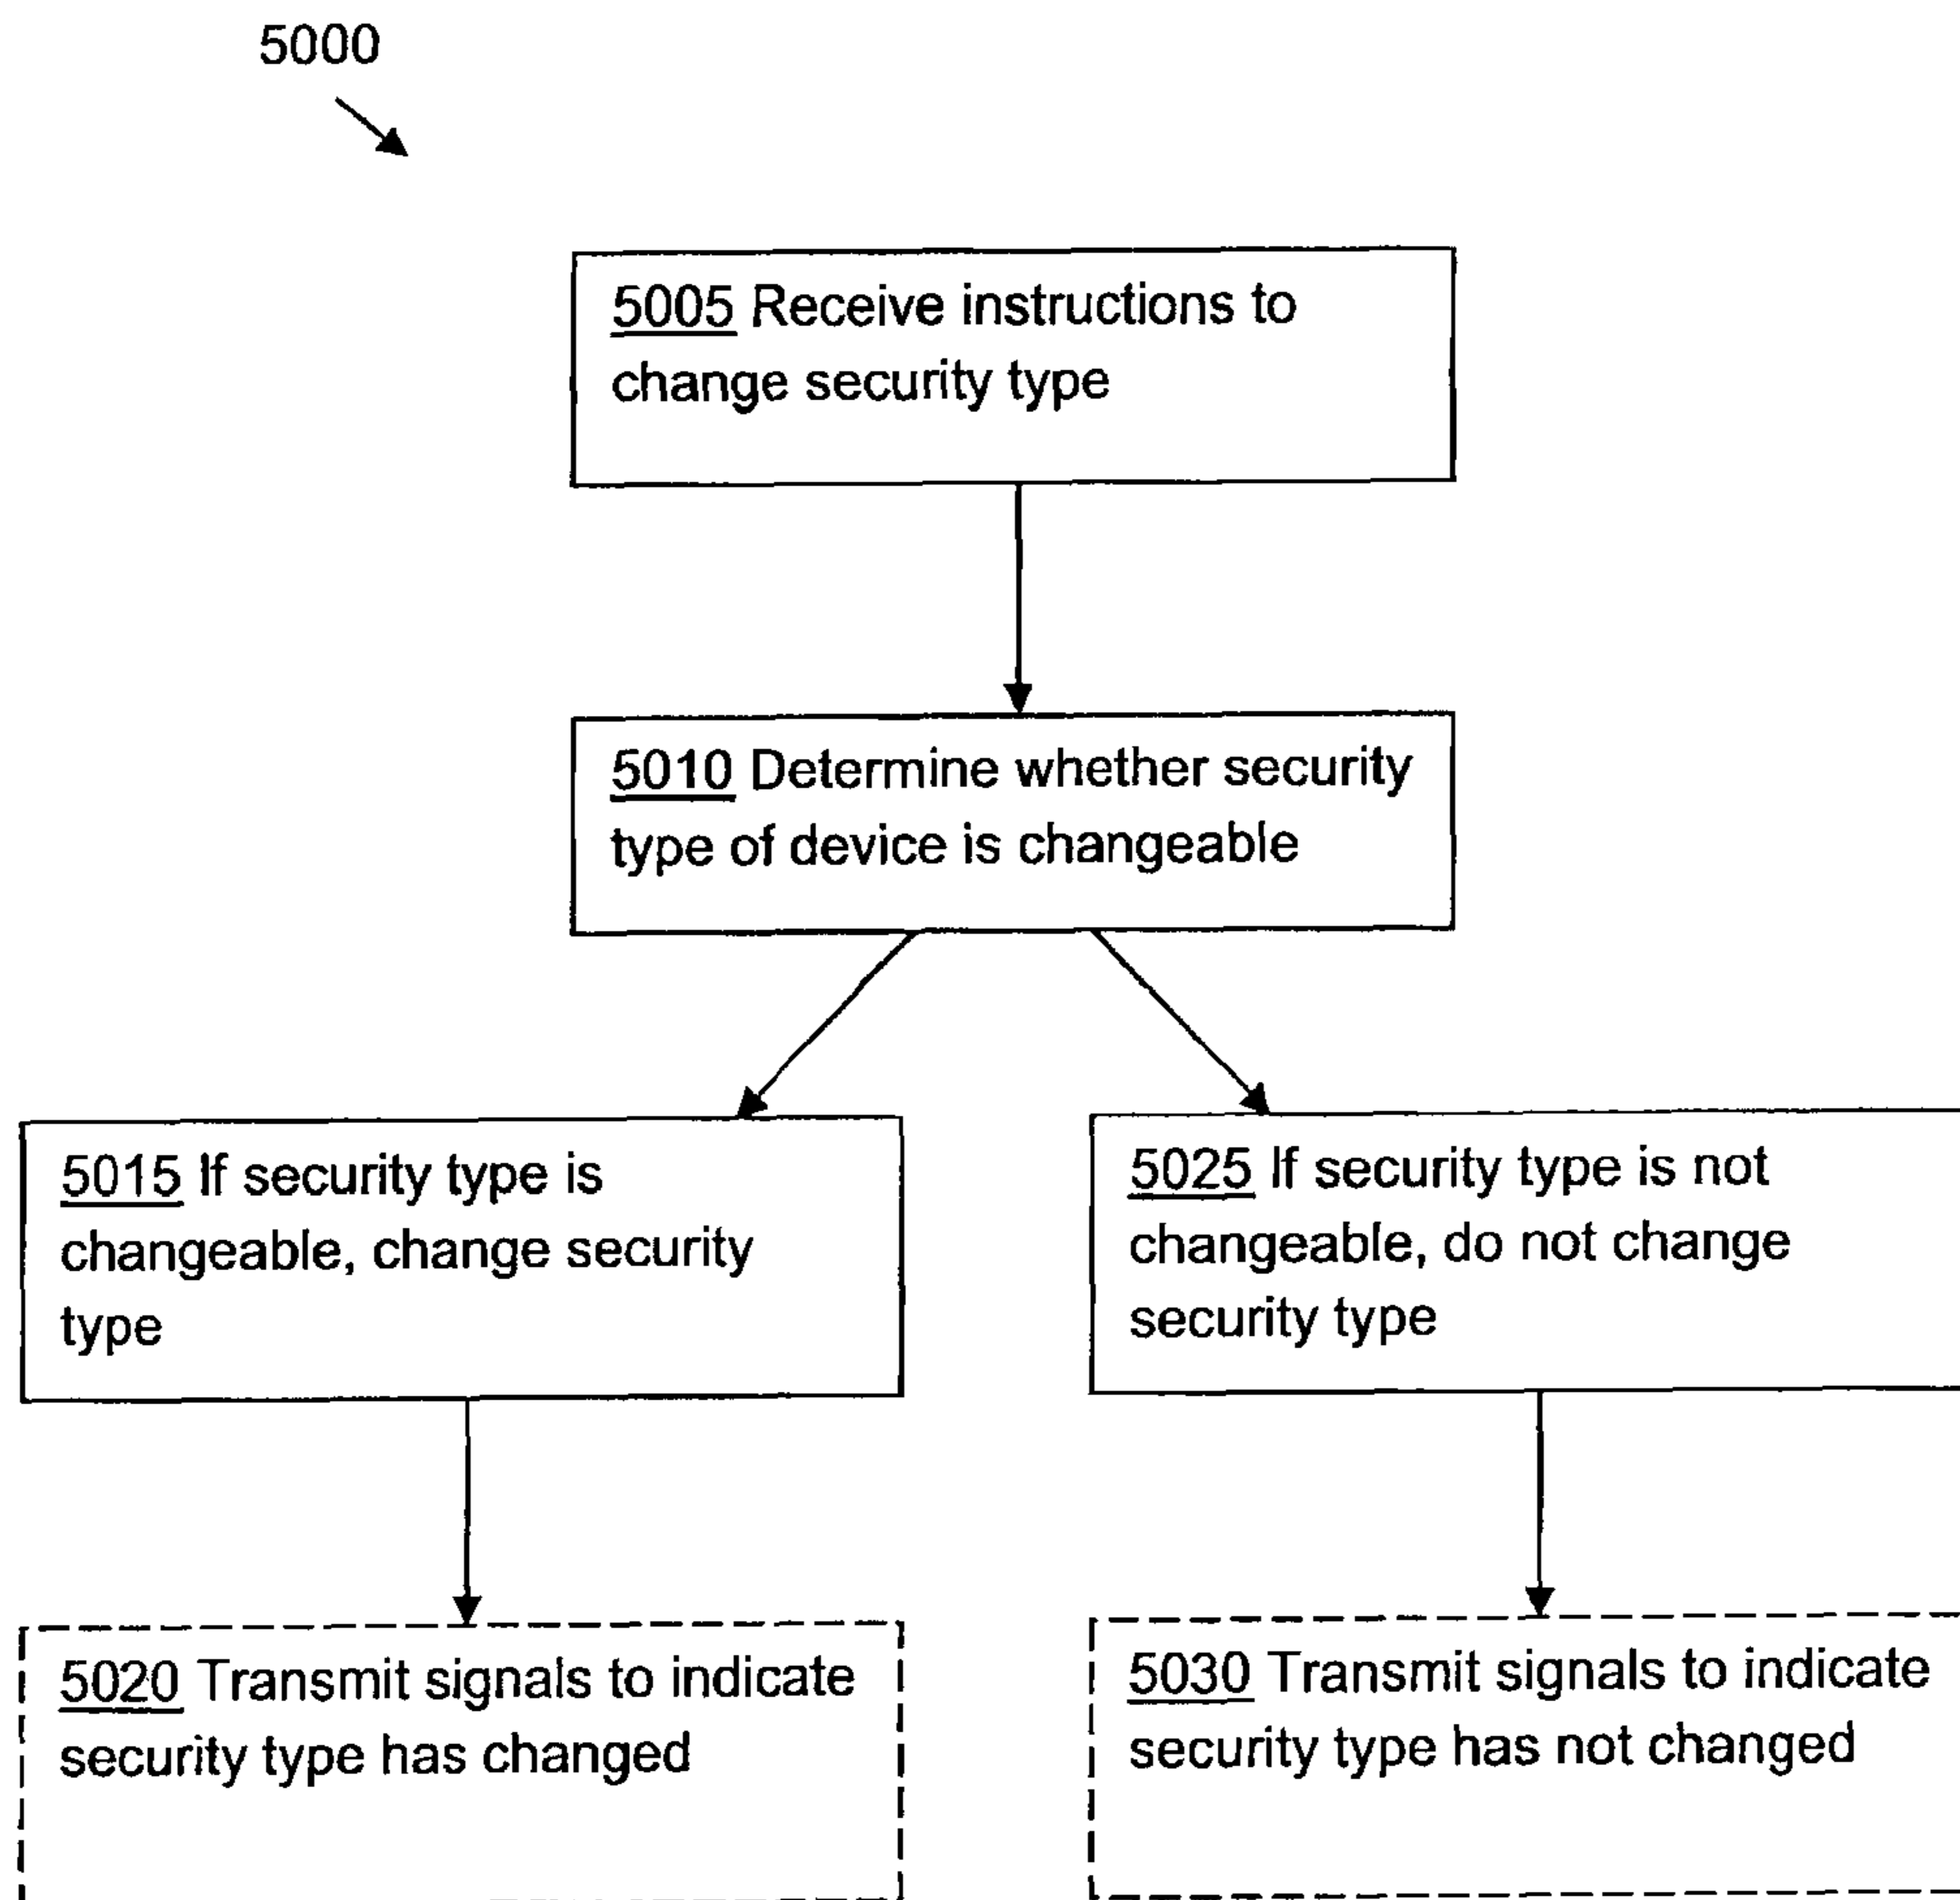 5000
5005 Receive instructions to
change security type
5010 Determine whether security
type of device is changeable
5015 If security type is
changeable, change security
type
5025 If security type is not
changeable, do not change
security type
5020 Transmit signals to indicate
security type has changed
5030 Transmit signals to indicate
security type has not changed